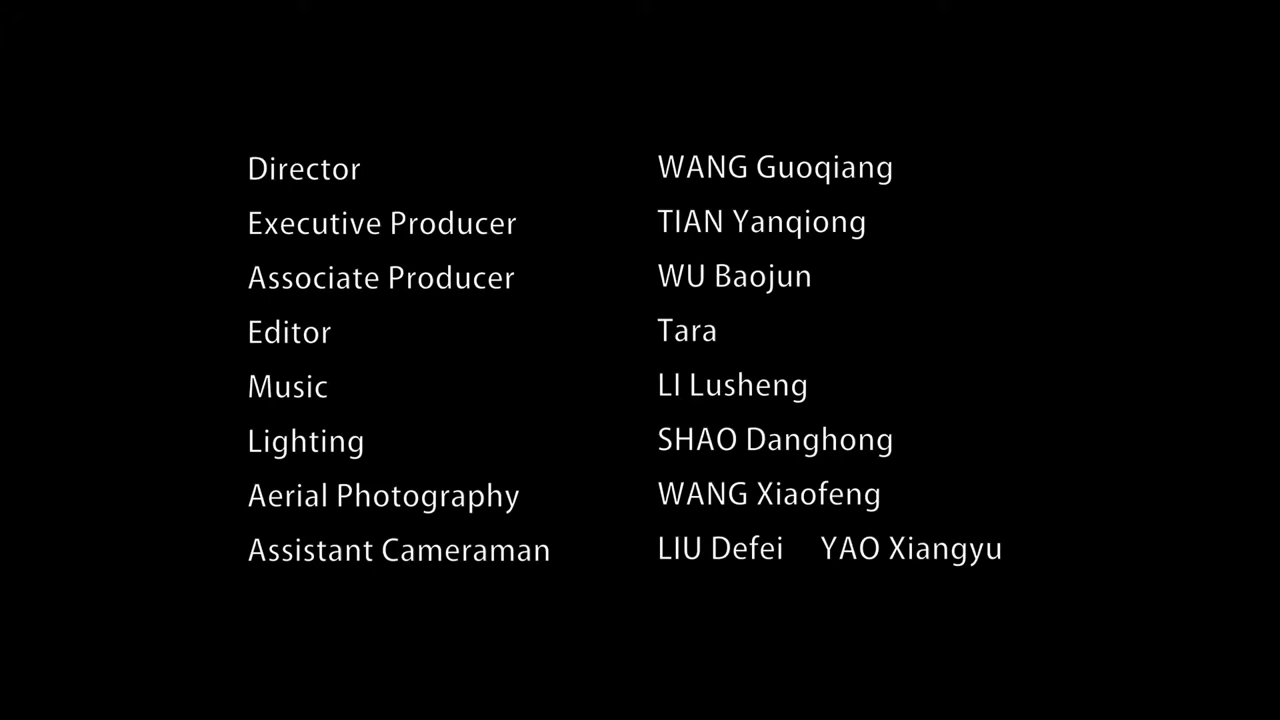 Director WANG Guoqiang
Executive Producer TIAN Yanqiong
Associate Producer WU Baojun
Editor Tara
Music LI Lusheng
Lighting SHAO Danghong
Aerial Photography WANG Xiaofeng
Assistant Cameraman LIU Defei YAO Xiangyu